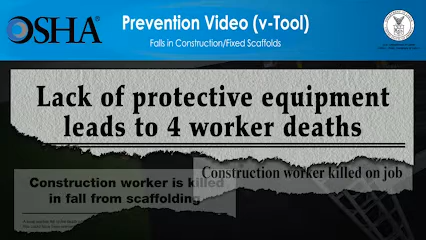 OSHA®
Prevention Video (v-Tool)
Falls in Construction/Fixed Scaffolds
Lack of protective equipment
leads to 4 worker deaths
Construction worker killed on job
Construction worker is killed
in fall from scaffolding